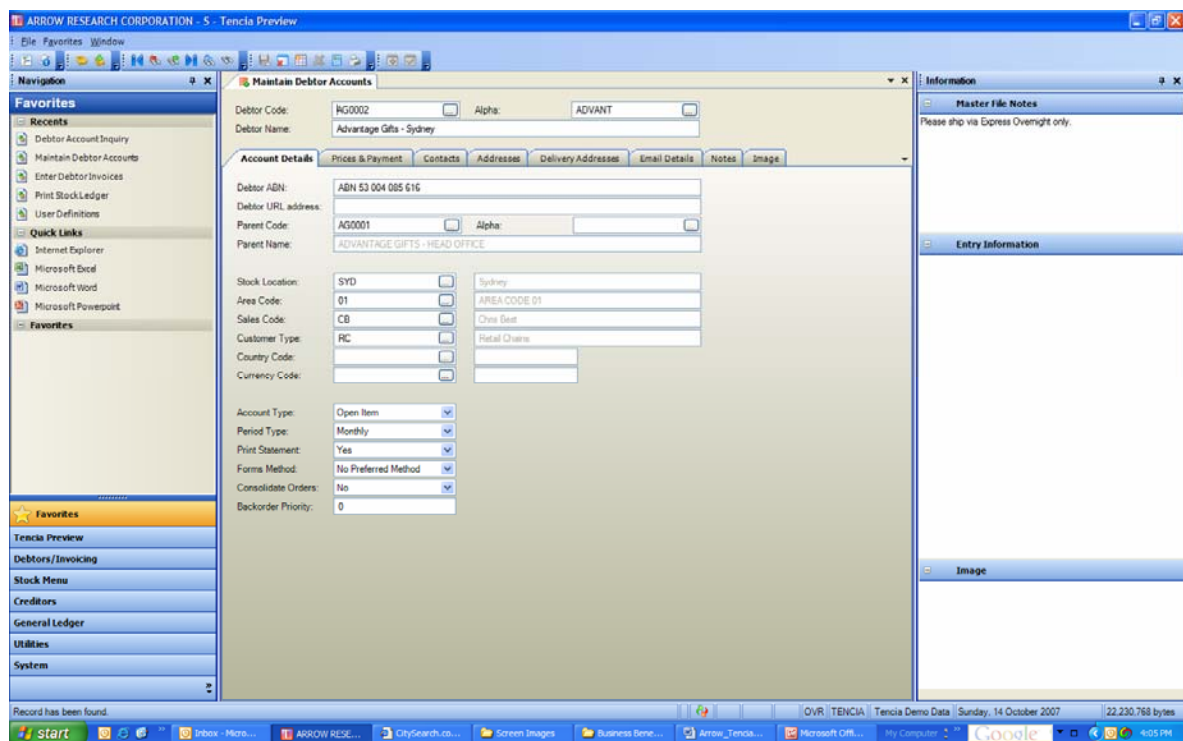 ARROW RESEARCH CORPORATION - S - Tencia Preview
File Favorites Window
Navigation
Favorites
Recents
Debtor Account Inquiry
Maintain Debtor Accounts
Enter Debtor Invoices
Print Stock Ledger
User Definitions
Quick Links
Internet Explorer
Microsoft Excel
Microsoft Word
Microsoft Powerpoint
Favorites
Favorites
Tencia Preview
Debtors/Invoicing
Stock Menu
Creditors
General Ledger
Utilities
System
Maintain Debtor Accounts
Debtor Code: AG0002 Alpha: ADVANT
Debtor Name: Advantage Gifts - Sydney
Account Details Prices & Payment Contacts Addresses Delivery Addresses Email Details Notes Image
Debtor ABN: ABN 53 004 085 616
Debtor URL address:
Parent Code: AG0001 Alpha:
Parent Name: ADVANTAGE GIFTS - HEAD OFFICE
Stock Location: SYD Sydney
Area Code: 01 AREA CODE 01
Sales Code: CB Chris Best
Customer Type: RC Retail Chains
Country Code:
Currency Code:
Account Type: Open Item
Period Type: Monthly
Print Statement: Yes
Forms Method: No Preferred Method
Consolidate Orders: No
Backorder Priority: 0
Information
Master File Notes
Please ship via Express Overnight only.
Entry Information
Image
Record has been found. OVR TENCIA Tencia Demo Data Sunday, 14 October 2007 22,230,768 bytes
start Inbox - Micro... ARROW RESE... CitySearch.co... Screen Images Business Bene... Arrow_Tencia... Microsoft Offi... My Computer Google 4:05 PM